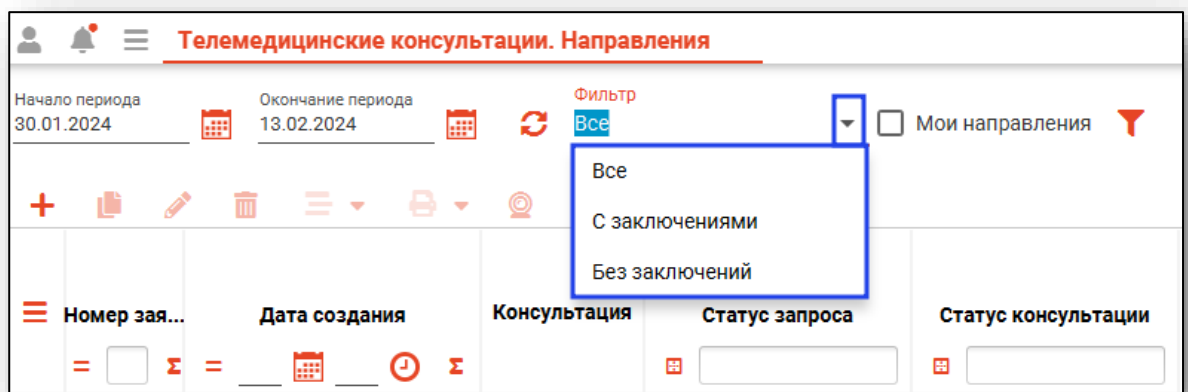 Телемедицинские консультации. Направления
Начало периода
30.01.2024
Окончание периода
13.02.2024
Фильтр
Все
Мои направления
Все
С заключениями
Без заключений
Номер зая...
Дата создания
Консультация
Статус запроса
Статус консультации
= Σ = Σ